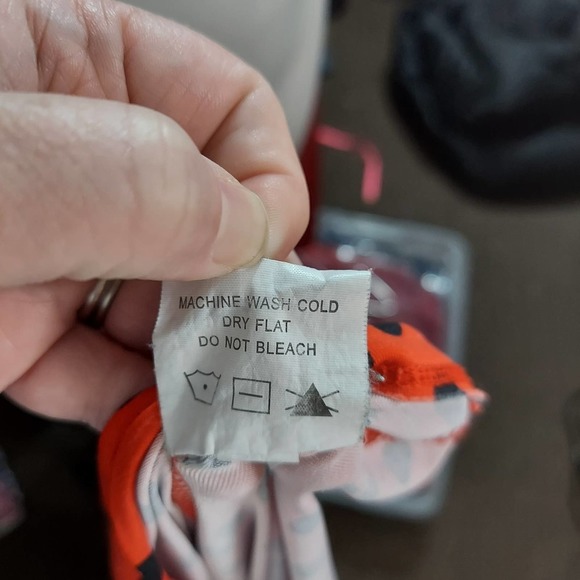 MACHINE WASH COLD
DRY FLAT
DO NOT BLEACH